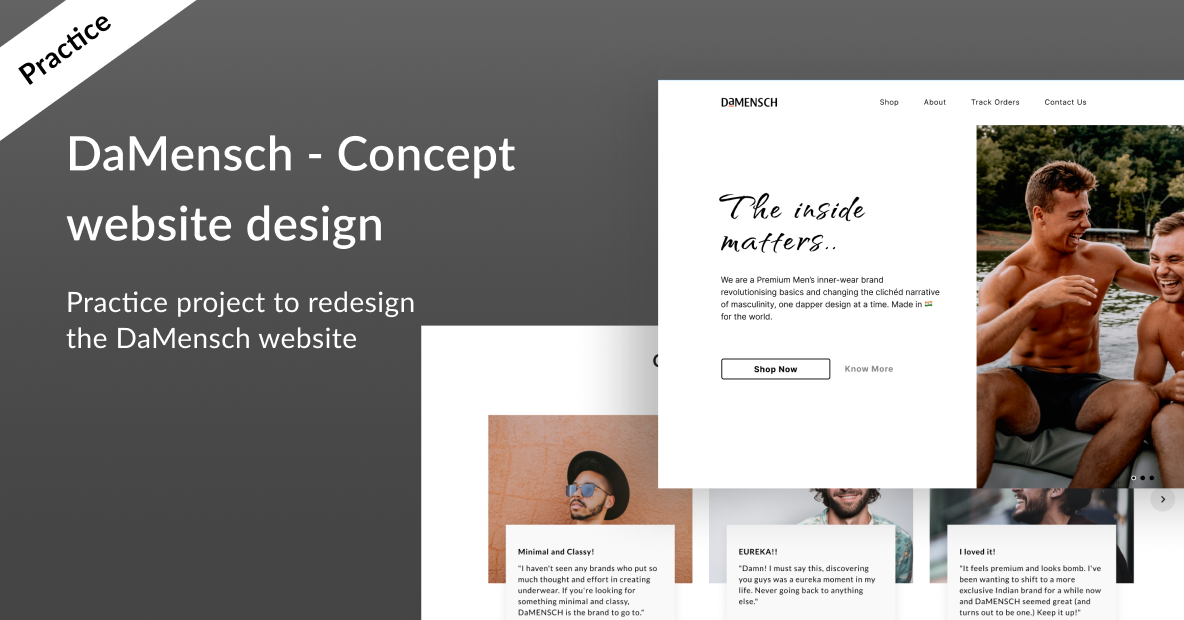 Practice
DaMensch - Concept
website design
Practice project to redesign
the DaMensch website
DaMENSCH
Shop About Track Orders Contact Us
The inside
matters..
We are a Premium Men's inner-wear brand
revolutionising basics and changing the clichéd narrative
of masculinity, one dapper design at a time. Made in 🇮🇳
for the world.
Shop Now Know More
Minimal and Classy!
"I haven't seen any brands who put so
much thought and effort in creating
underwear. If you're looking for
something minimal and classy,
DaMENSCH is the brand to go to."
EUREKA!!
"Damn! I must say this, discovering
you guys was a eureka moment in my
life. Never going back to anything
else."
I loved it!
"It feels premium and looks bomb. I've
been wanting to shift to a more
exclusive Indian brand for a while now
and DaMENSCH seemed great (and
turns out to be one.) Keep it up!"